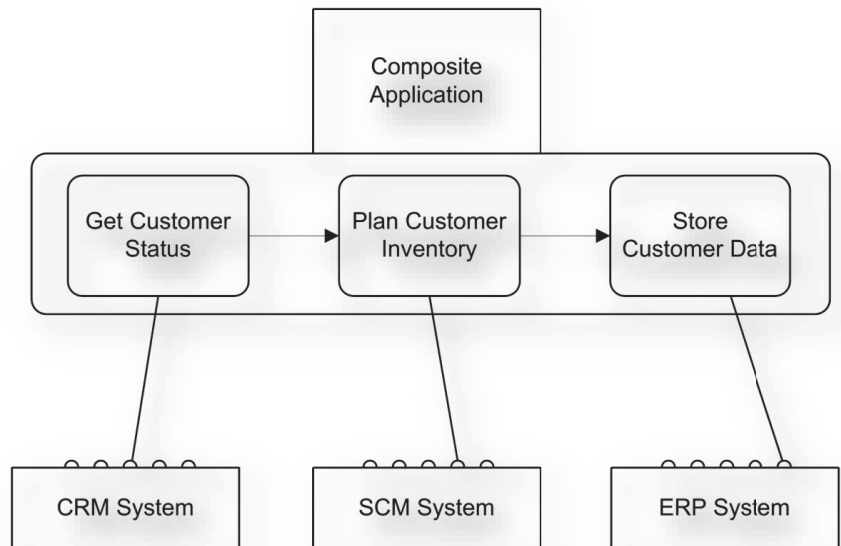 Composite
Application
Get Customer
Status
Plan Customer
Inventory
Store
Customer Data
CRM System
SCM System
ERP System